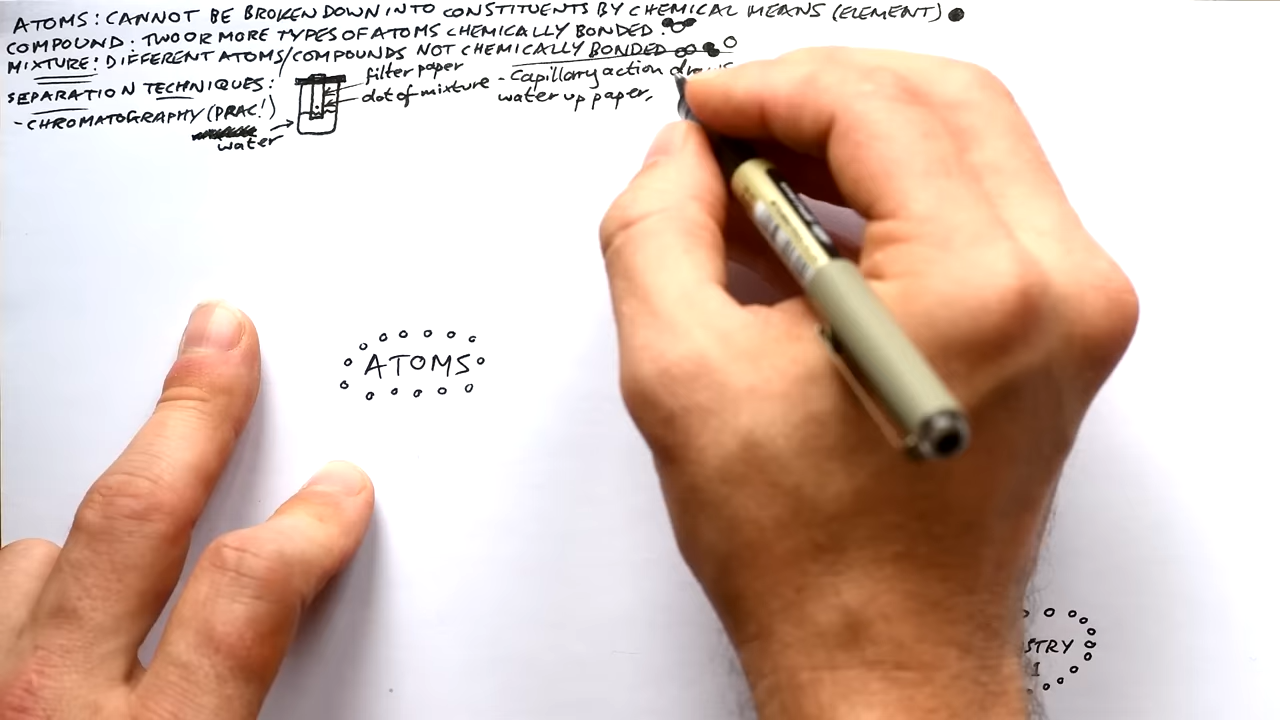 ATOMS: CANNOT BE BROKEN DOWN INTO CONSTITUENTS BY CHEMICAL MEANS (ELEMENT)
COMPOUND: TWO OR MORE TYPES OF ATOMS CHEMICALLY BONDED.
MIXTURE: DIFFERENT ATOMS/COMPOUNDS NOT CHEMICALLY BONDED
SEPARATION TECHNIQUES:
- CHROMATOGRAPHY (PRAC!)
water
filter paper
dot of mixture
- Capillary action draws
water up paper.
ATOMS
STRY
1